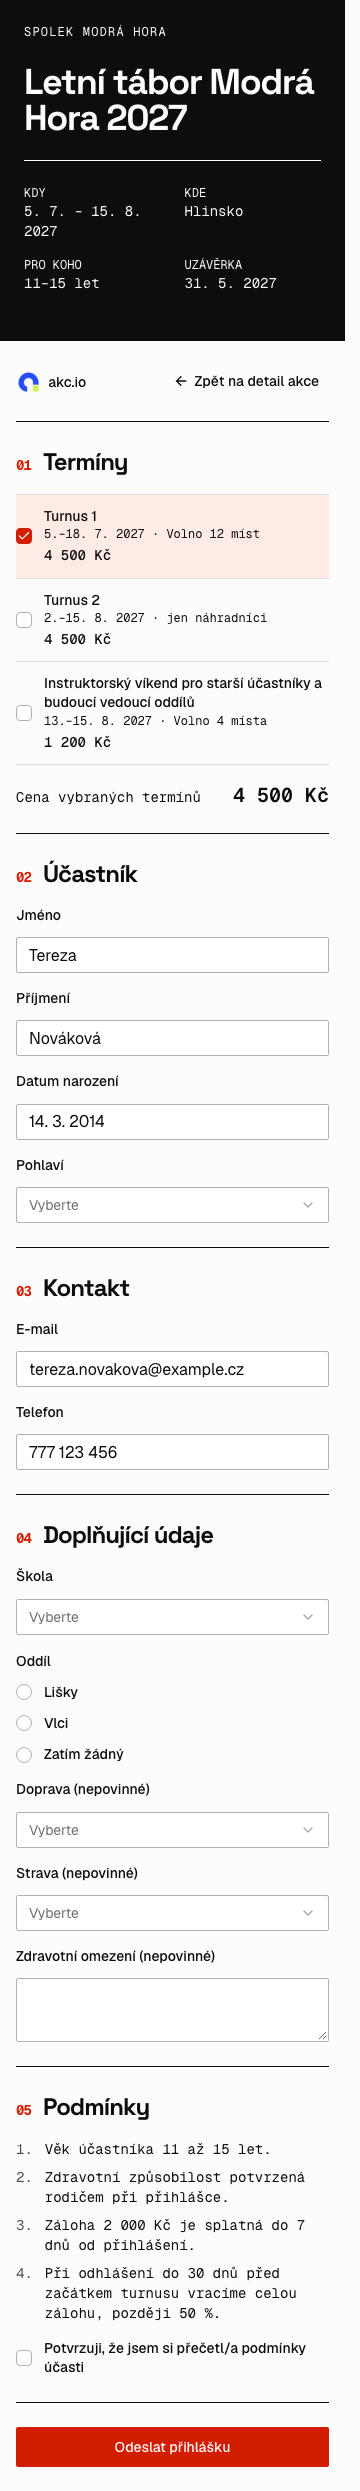 SPOLEK MODRÁ HORA
Letní tábor Modrá
Hora 2027
KDY
5. 7. – 15. 8.
2027
KDE
Hlinsko
PRO KOHO
11–15 let
UZÁVĚRKA
31. 5. 2027
akc.io
← Zpět na detail akce
01 Termíny
Turnus 1
5.–18. 7. 2027 · Volno 12 míst
4 500 Kč
Turnus 2
2.–15. 8. 2027 · jen náhradníci
4 500 Kč
Instruktorský víkend pro starší účastníky a
budoucí vedoucí oddílů
13.–15. 8. 2027 · Volno 4 místa
1 200 Kč
Cena vybraných termínů 4 500 Kč
02 Účastník
Jméno
Tereza
Příjmení
Nováková
Datum narození
14. 3. 2014
Pohlaví
Vyberte
03 Kontakt
E-mail
tereza.novakova@example.cz
Telefon
777 123 456
04 Doplňující údaje
Škola
Vyberte
Oddíl
Lišky
Vlci
Zatím žádný
Doprava (nepovinné)
Vyberte
Strava (nepovinné)
Vyberte
Zdravotní omezení (nepovinné)
05 Podmínky
1. Věk účastníka 11 až 15 let.
2. Zdravotní způsobilost potvrzená
rodičem při přihlášce.
3. Záloha 2 000 Kč je splatná do 7
dnů od přihlášení.
4. Při odhlášení do 30 dnů před
začátkem turnusu vracíme celou
zálohu, později 50 %.
Potvrzuji, že jsem si přečetl/a podmínky
účasti
Odeslat přihlášku